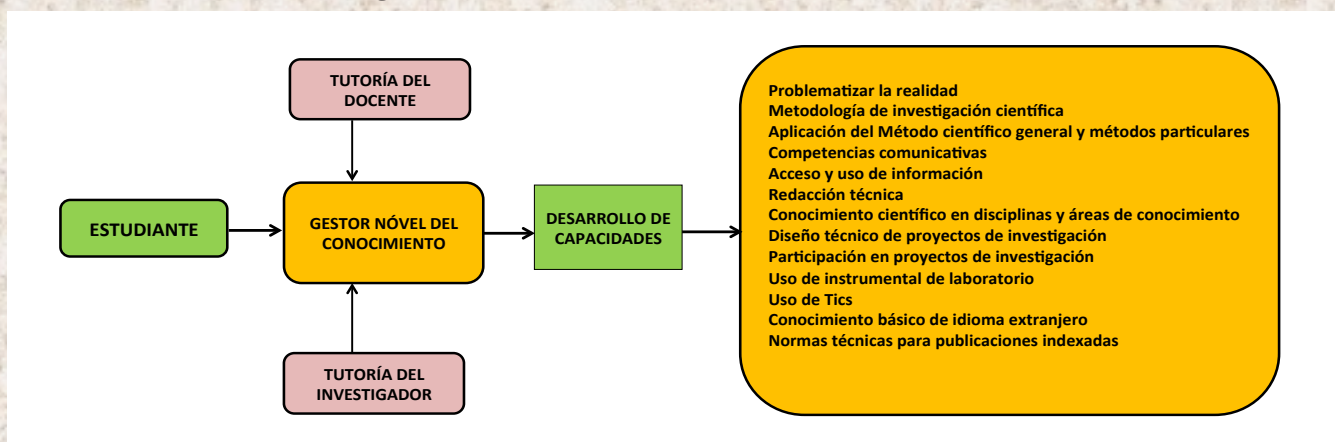 TUTORÍA DEL
DOCENTE
ESTUDIANTE
GESTOR NÓVEL DEL
CONOCIMIENTO
TUTORÍA DEL
INVESTIGADOR
DESARROLLO DE
CAPACIDADES
Problematizar la realidad
Metodología de investigación científica
Aplicación del Método científico general y métodos particulares
Competencias comunicativas
Acceso y uso de información
Redacción técnica
Conocimiento científico en disciplinas y áreas de conocimiento
Diseño técnico de proyectos de investigación
Participación en proyectos de investigación
Uso de instrumental de laboratorio
Uso de Tics
Conocimiento básico de idioma extranjero
Normas técnicas para publicaciones indexadas